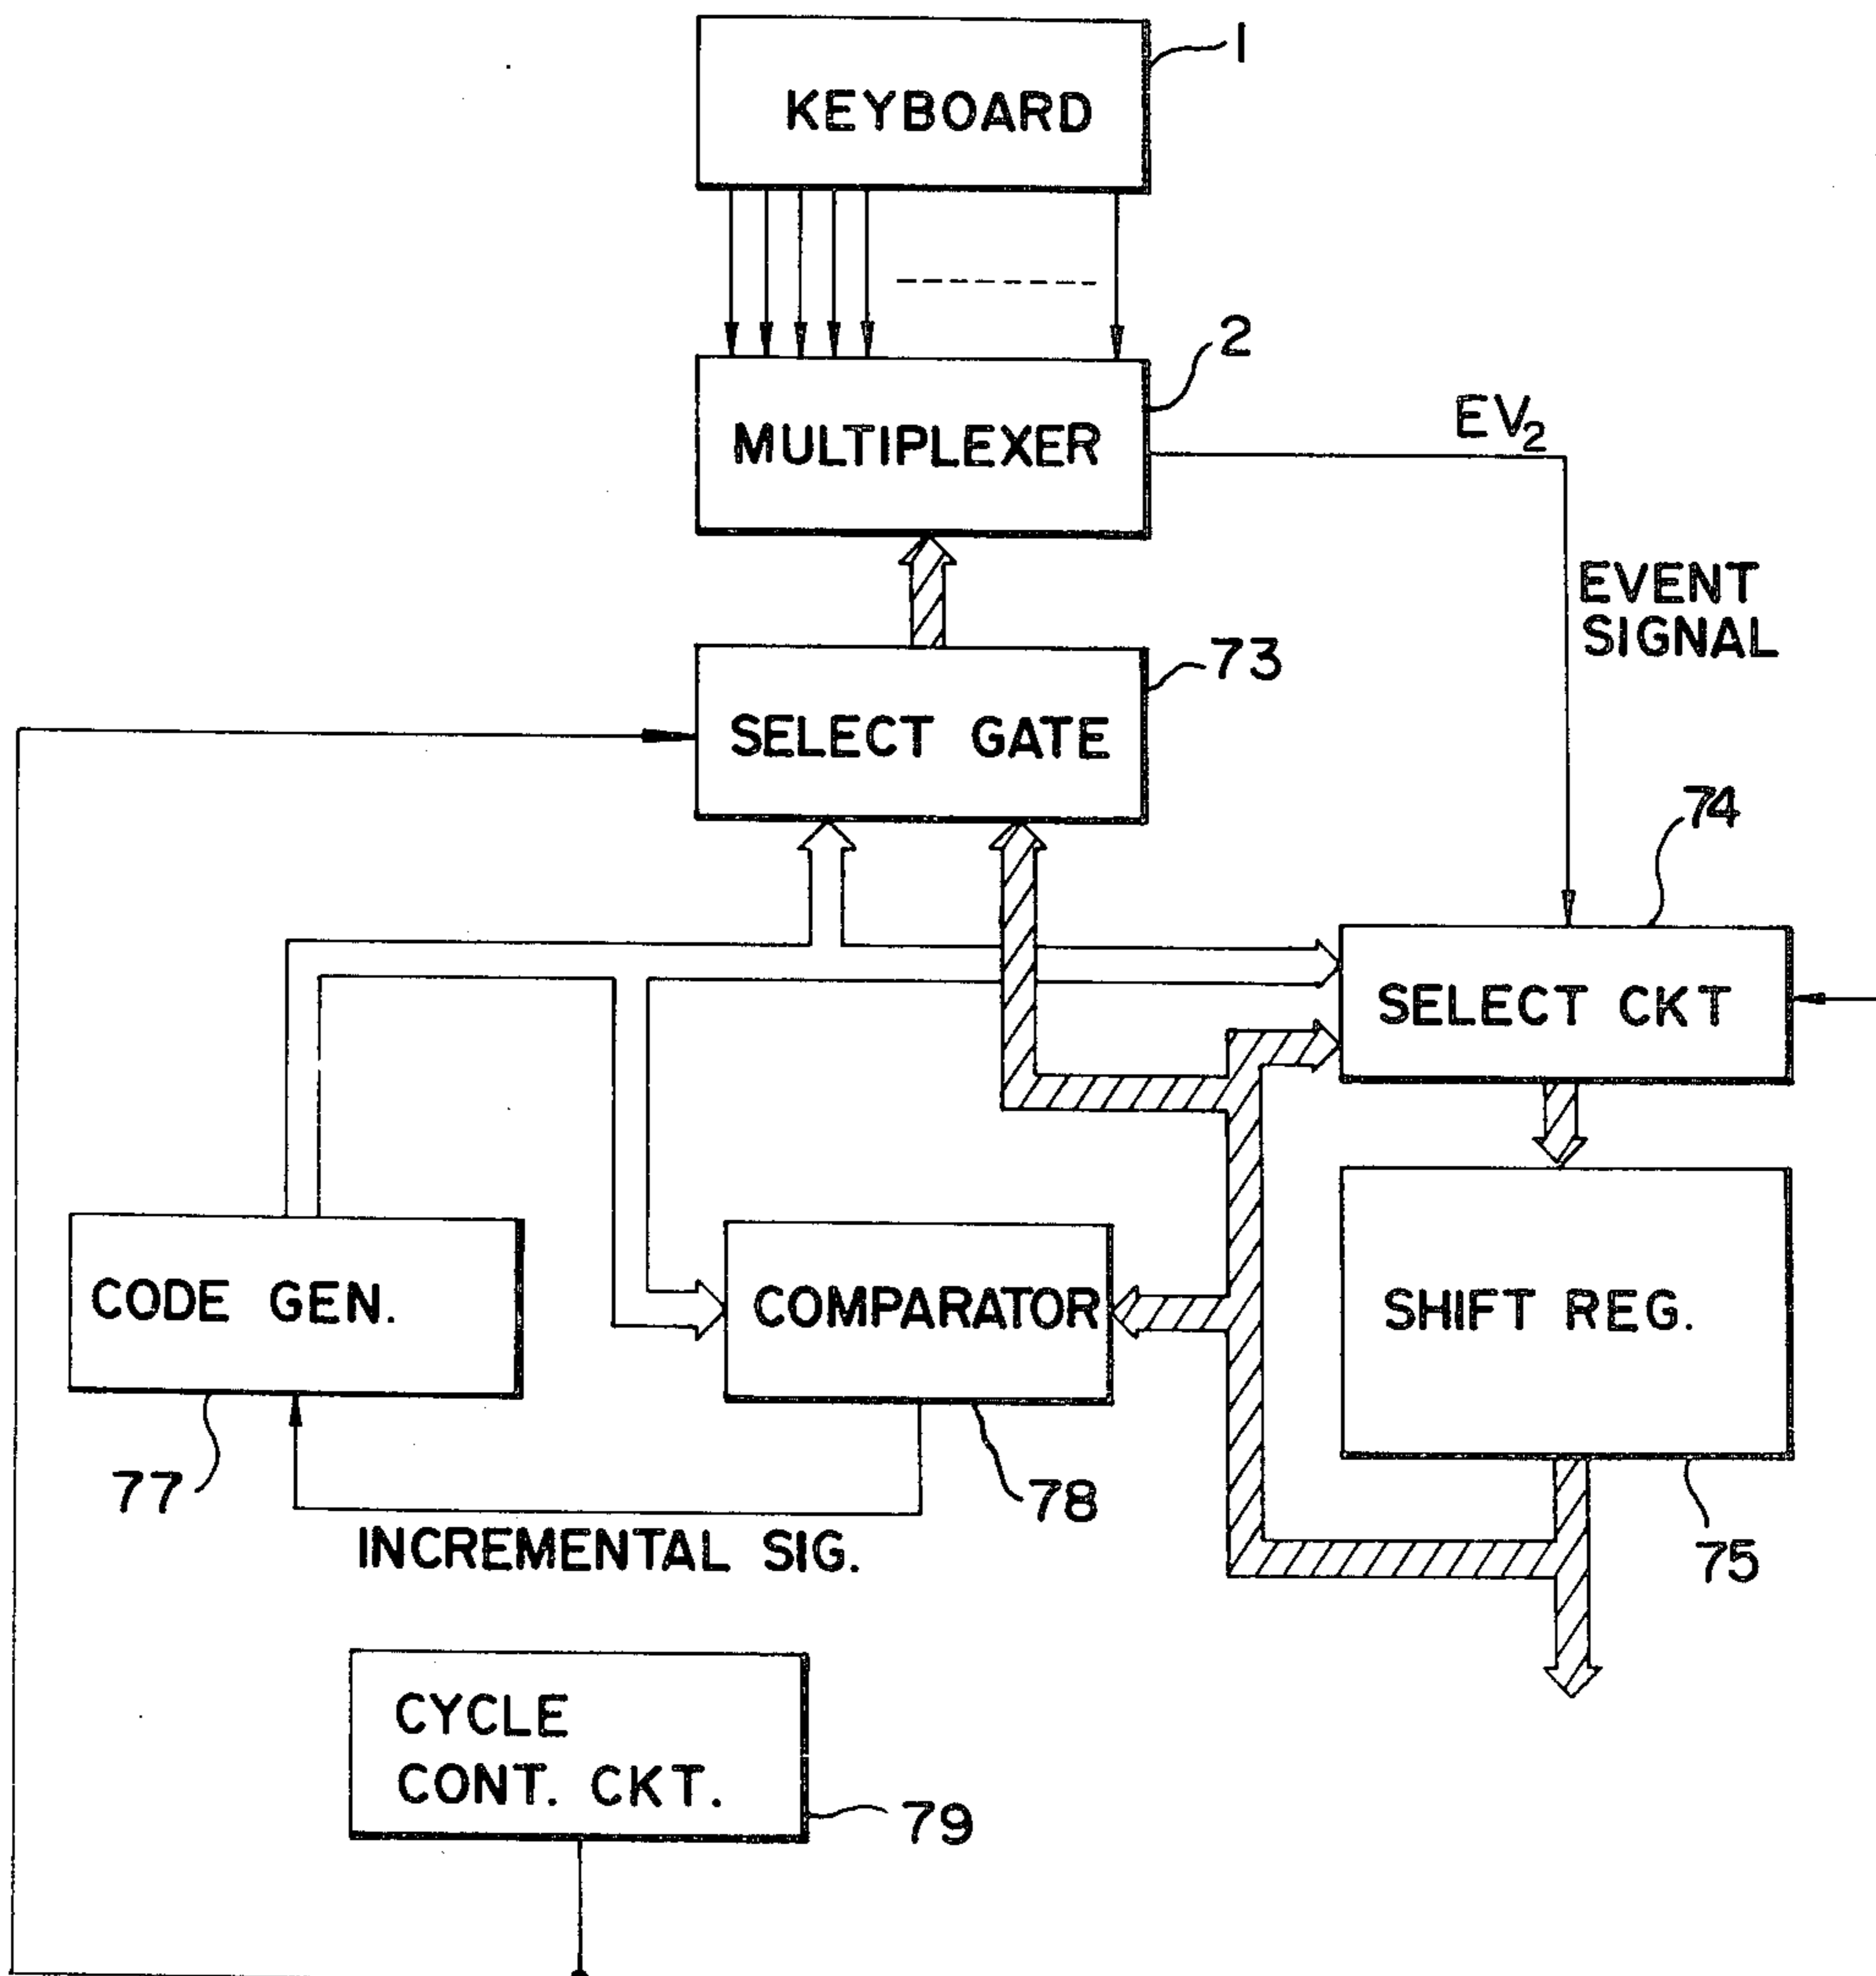 1
KEYBOARD
2
MULTIPLEXER
EV2
EVENT
SIGNAL
73
SELECT GATE
74
SELECT CKT
CODE GEN.
COMPARATOR
SHIFT REG.
77
78
75
INCREMENTAL SIG.
CYCLE
CONT. CKT.
79